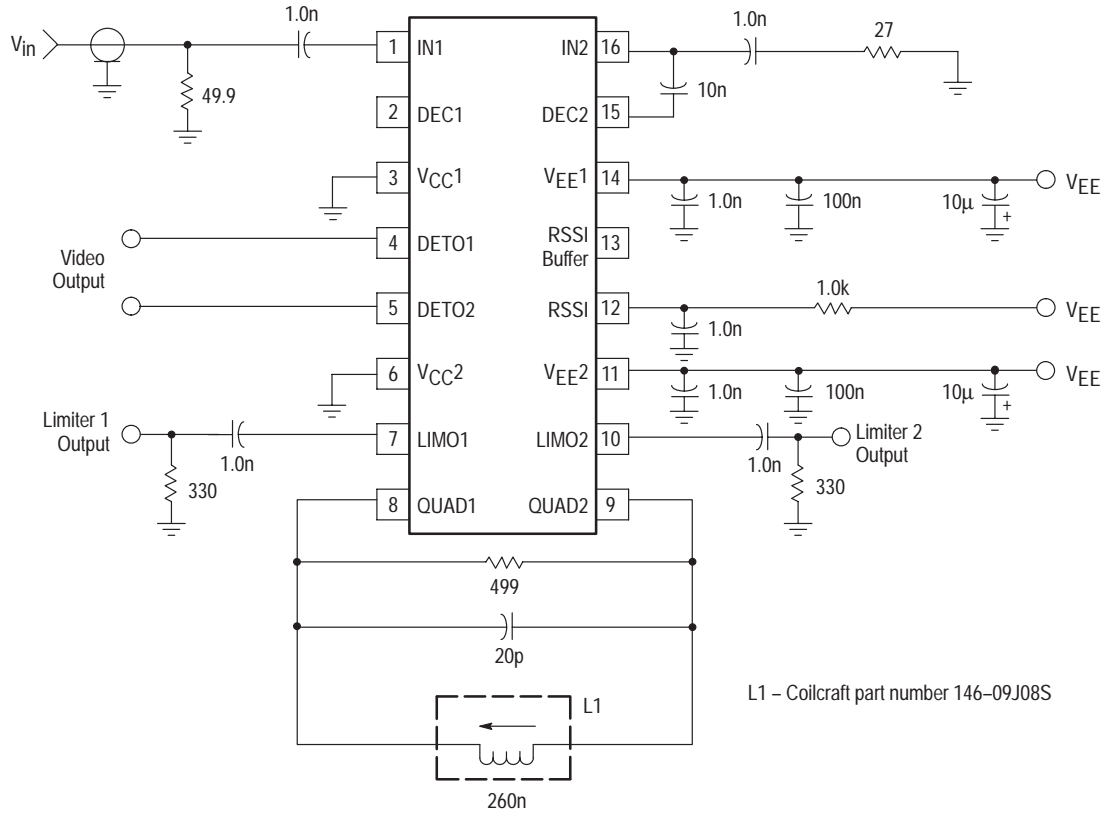 Vin
1.0n
49.9
1
IN1
IN2
16
1.0n
27
10n
2
DEC1
DEC2
15
3
VCC1
VEE1
14
1.0n
100n
10µ
+
VEE
Video
Output
4
DETO1
RSSI
Buffer
13
5
DETO2
RSSI
12
1.0n
1.0k
VEE
6
VCC2
VEE2
11
1.0n
100n
10µ
+
VEE
Limiter 1
Output
330
1.0n
7
LIMO1
LIMO2
10
1.0n
Limiter 2
Output
330
8
QUAD1
QUAD2
9
499
20p
L1
260n
L1 – Coilcraft part number 146–09J08S